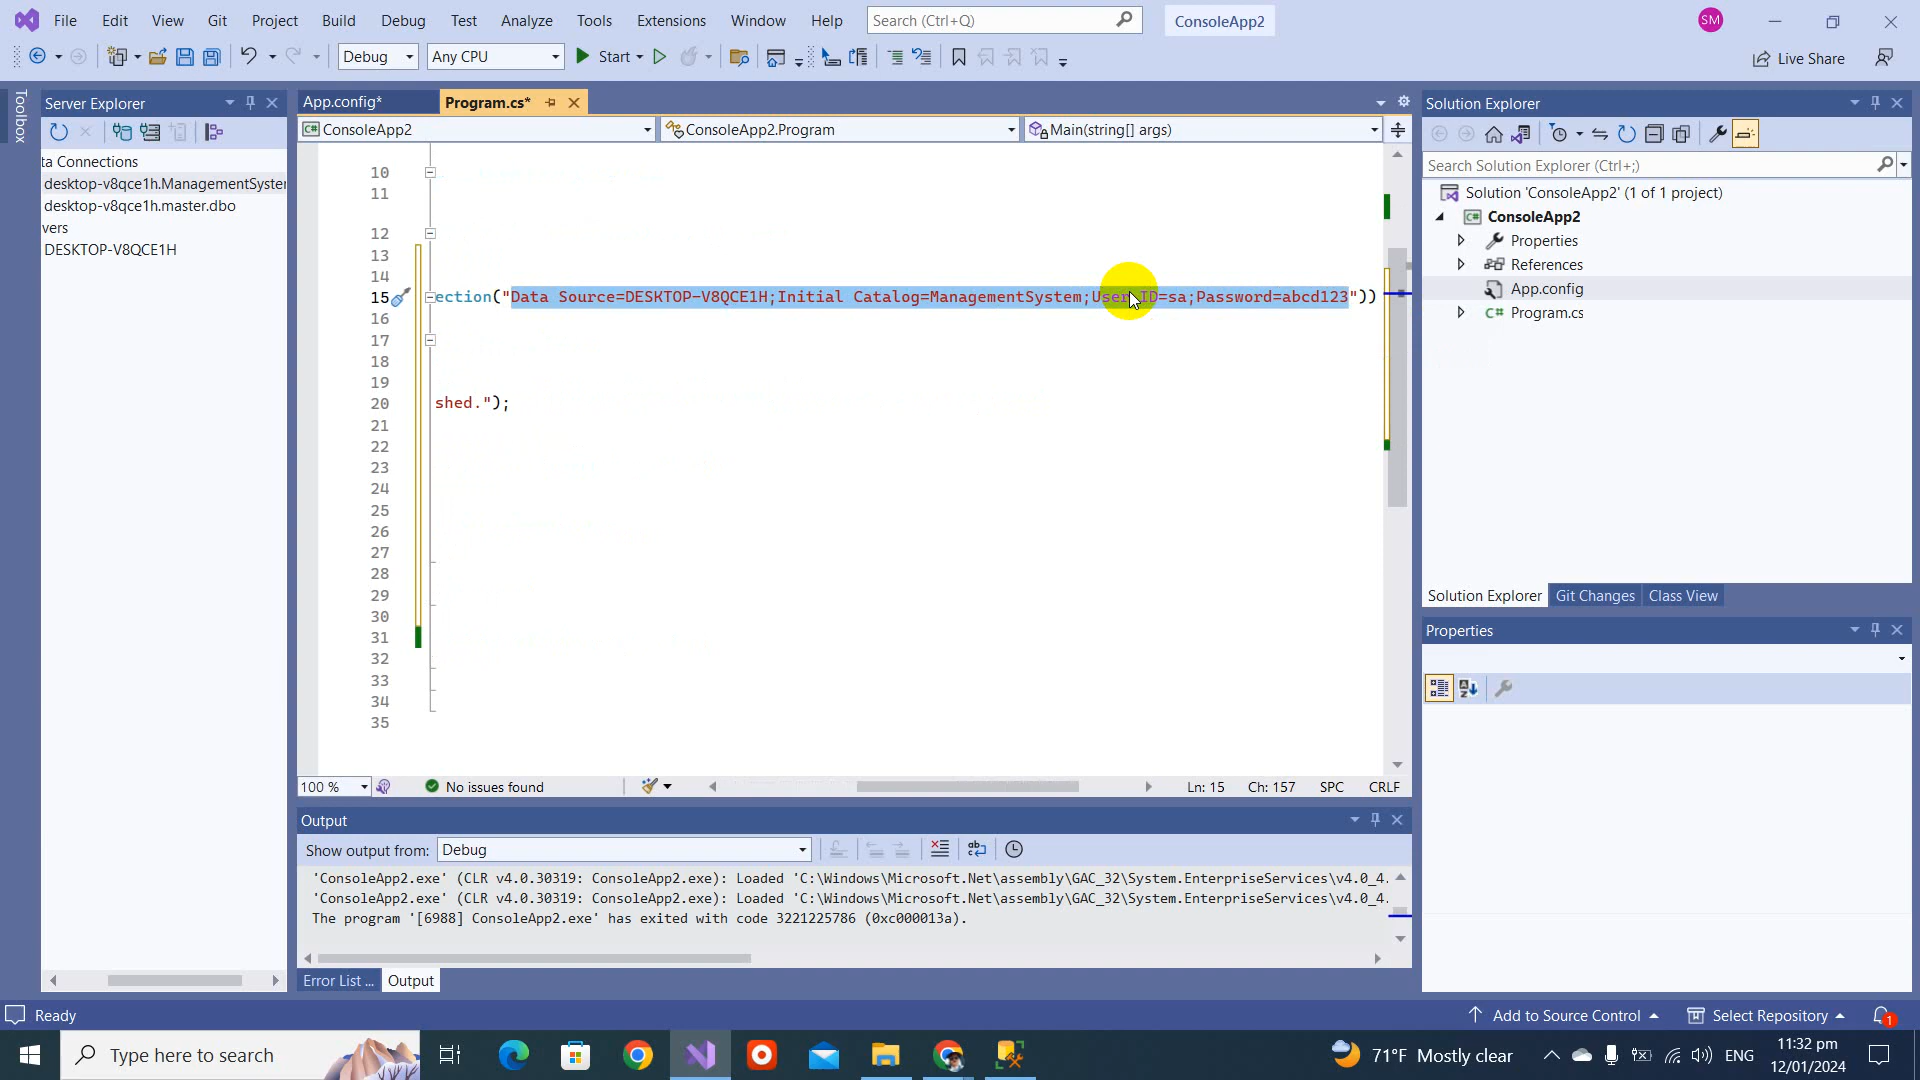 File Edit View Git Project Build Debug Test Analyze Tools Extensions Window Help Search (Ctrl+Q) ConsoleApp2 SM
Debug Any CPU Start Live Share
Toolbox
Server Explorer
ta Connections
desktop-v8qce1h.ManagementSyster
desktop-v8qce1h.master.dbo
vers
DESKTOP-V8QCE1H
App.config* Program.cs*
ConsoleApp2 ConsoleApp2.Program Main(string[] args)
10
11
12
13
14
15 ection("Data Source=DESKTOP-V8QCE1H;Initial Catalog=ManagementSystem;User ID=sa;Password=abcd123"))
16
17
18
19
20 shed.");
21
22
23
24
25
26
27
28
29
30
31
32
33
34
35
100 % No issues found Ln: 15 Ch: 157 SPC CRLF
Output
Show output from: Debug
'ConsoleApp2.exe' (CLR v4.0.30319: ConsoleApp2.exe): Loaded 'C:\Windows\Microsoft.Net\assembly\GAC_32\System.EnterpriseServices\v4.0_4.
'ConsoleApp2.exe' (CLR v4.0.30319: ConsoleApp2.exe): Loaded 'C:\Windows\Microsoft.Net\assembly\GAC_32\System.EnterpriseServices\v4.0_4.
The program '[6988] ConsoleApp2.exe' has exited with code 3221225786 (0xc000013a).
Error List ... Output
Solution Explorer
Search Solution Explorer (Ctrl+;)
Solution 'ConsoleApp2' (1 of 1 project)
ConsoleApp2
Properties
References
App.config
Program.cs
Solution Explorer Git Changes Class View
Properties
Ready Add to Source Control Select Repository 1
Type here to search 71°F Mostly clear ENG 11:32 pm
12/01/2024